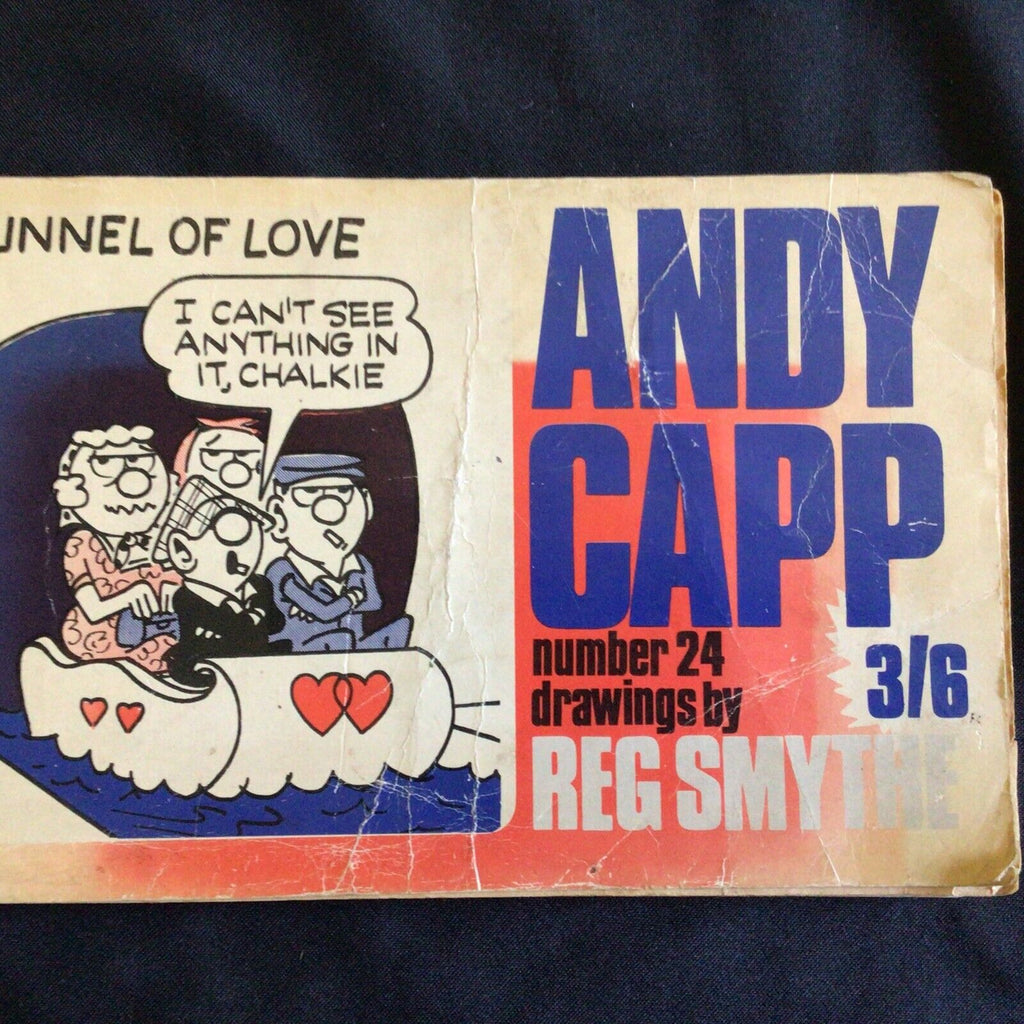 UNNEL OF LOVE
I CAN'T SEE
ANYTHING IN
IT, CHALKIE
ANDY
CAPP
number 24
drawings by
REG SMYTHE
3/6